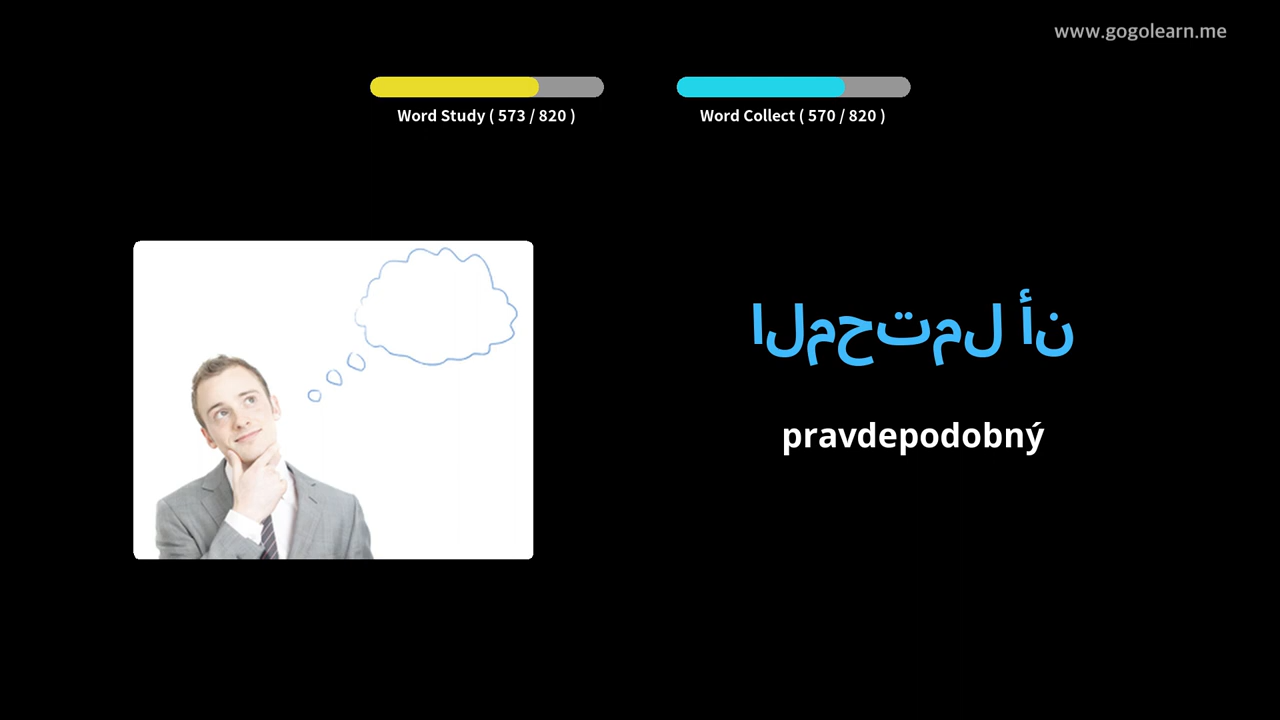 www.gogolearn.me
Word Study ( 573 / 820 )
Word Collect ( 570 / 820 )
المحتمل أن
pravdepodobný